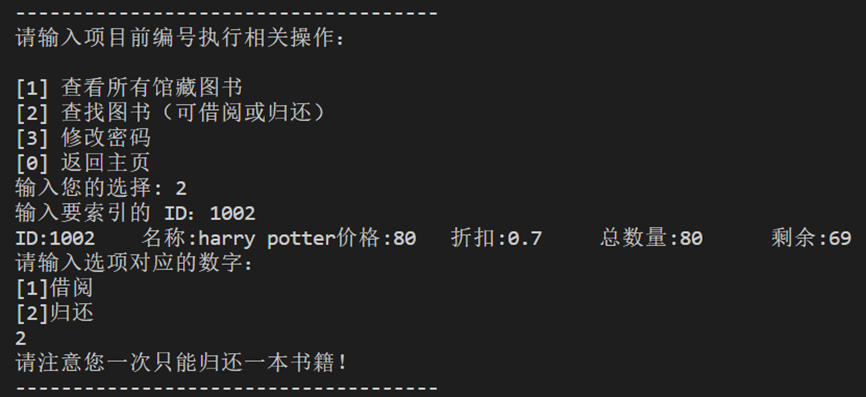 -------------------------------------
请输入项目前编号执行相关操作：
[1] 查看所有馆藏图书
[2] 查找图书（可借阅或归还）
[3] 修改密码
[0] 返回主页
输入您的选择: 2
输入要索引的 ID：1002
ID:1002    名称:harry potter价格:80   折扣:0.7     总数量:80      剩余:69
请输入选项对应的数字：
[1]借阅
[2]归还
2
请注意您一次只能归还一本书籍！
-------------------------------------